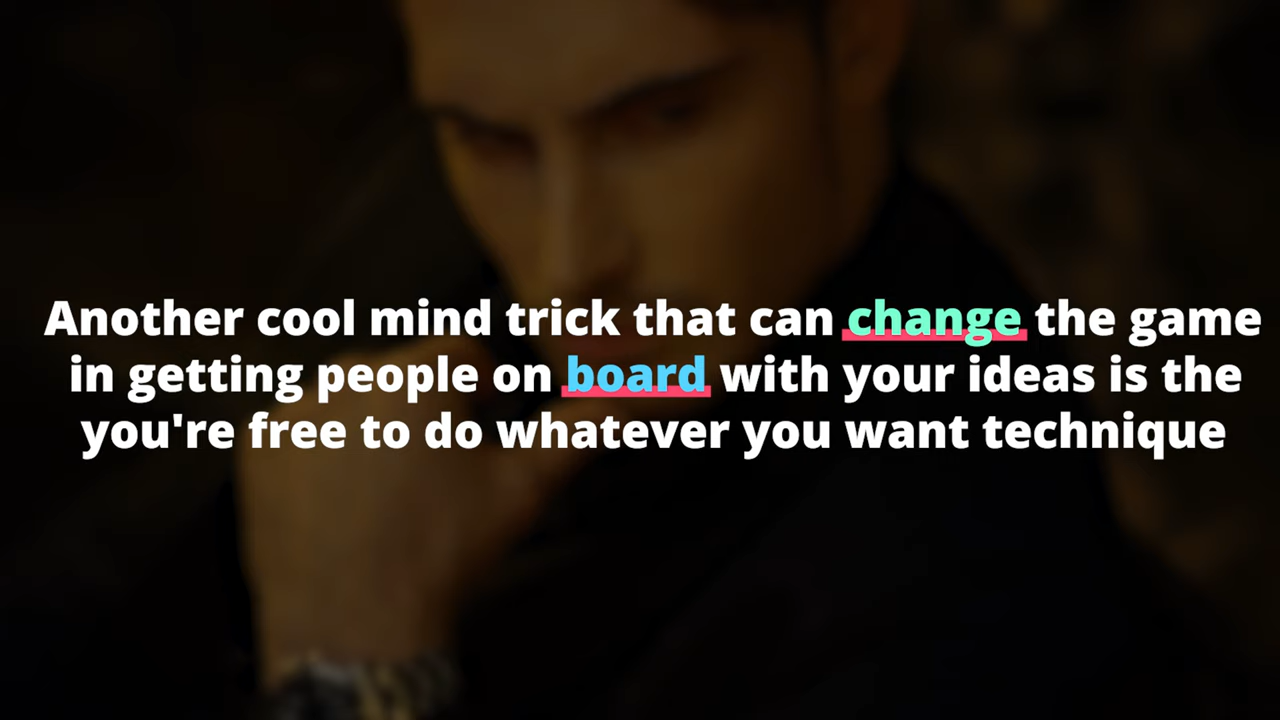 Another cool mind trick that can change the game
in getting people on board with your ideas is the
you're free to do whatever you want technique